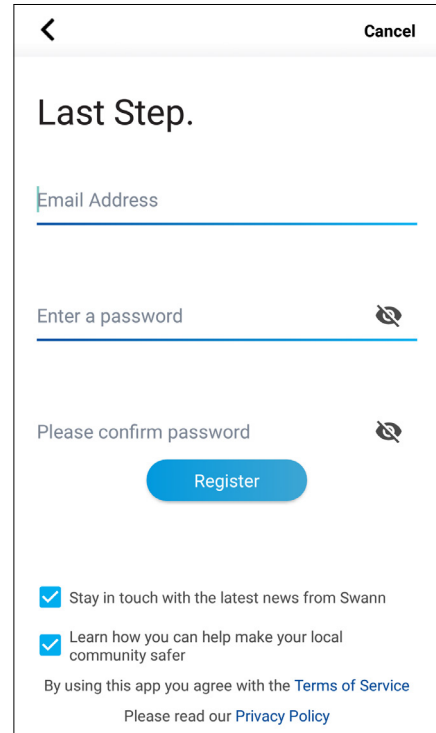 Cancel
Last Step.
Email Address
Enter a password
Please confirm password
Register
Stay in touch with the latest news from Swann
Learn how you can help make your local
community safer
By using this app you agree with the Terms of Service
Please read our Privacy Policy